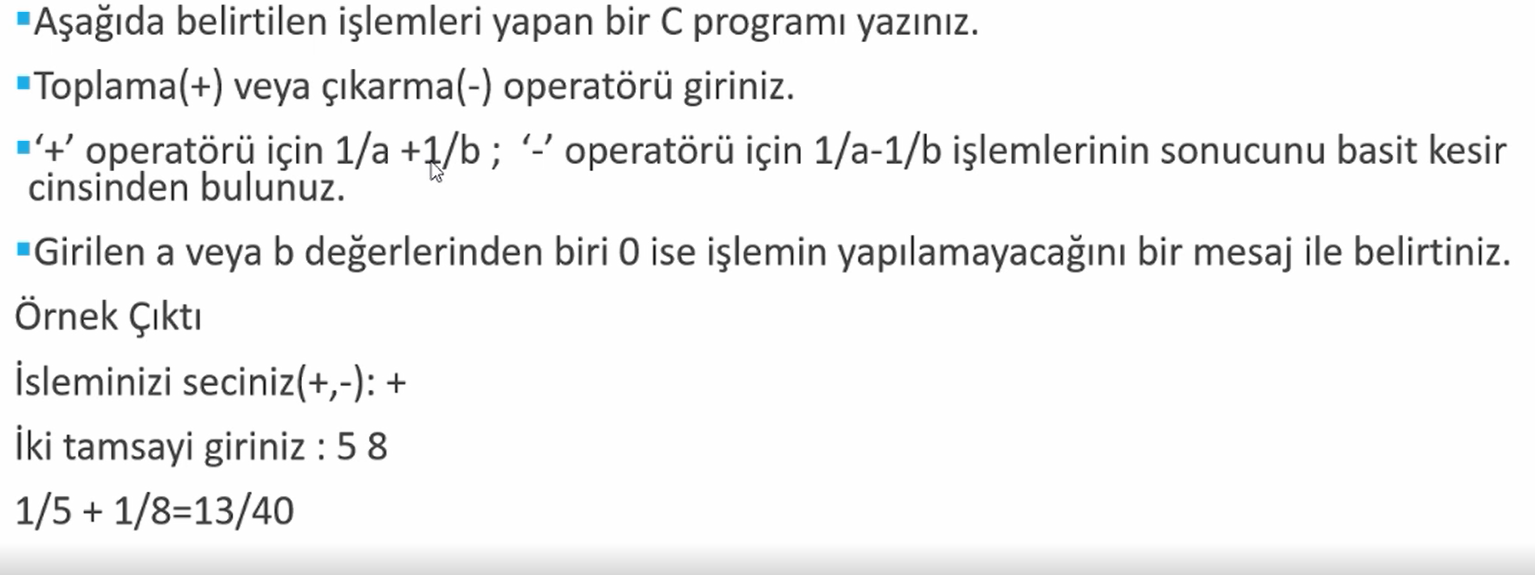 ▪Aşağıda belirtilen işlemleri yapan bir C programı yazınız.
▪Toplama(+) veya çıkarma(-) operatörü giriniz.
▪‘+’ operatörü için 1/a +1/b ; ‘-’ operatörü için 1/a-1/b işlemlerinin sonucunu basit kesir
cinsinden bulunuz.
▪Girilen a veya b değerlerinden biri 0 ise işlemin yapılamayacağını bir mesaj ile belirtiniz.
Örnek Çıktı
İsleminizi seciniz(+,-): +
İki tamsayi giriniz : 5 8
1/5 + 1/8=13/40